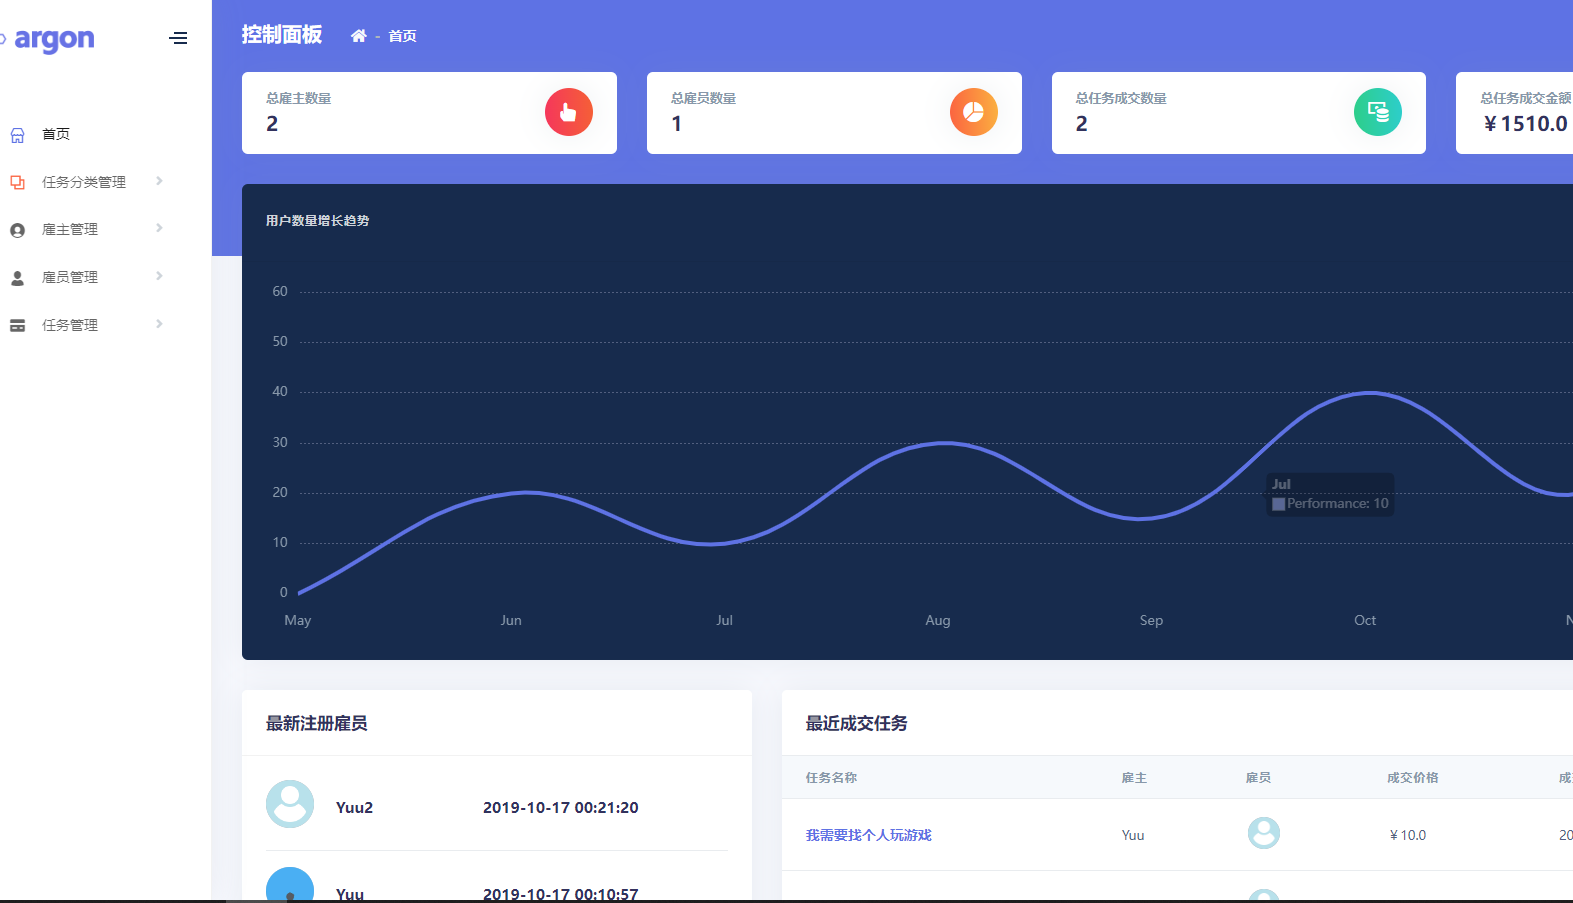 argon
控制面板
- 首页
首页
任务分类管理
雇主管理
雇员管理
任务管理
总雇主数量
2
总雇员数量
1
总任务成交数量
2
总任务成交金额
￥1510.0
用户数量增长趋势
60
50
40
30
20
10
0
May Jun Jul Aug Sep Oct
Jul
Performance: 10
最新注册雇员
Yuu2 2019-10-17 00:21:20
Yuu 2019-10-17 00:10:57
最近成交任务
任务名称 雇主 雇员 成交价格 成
我需要找个人玩游戏 Yuu ￥10.0 20